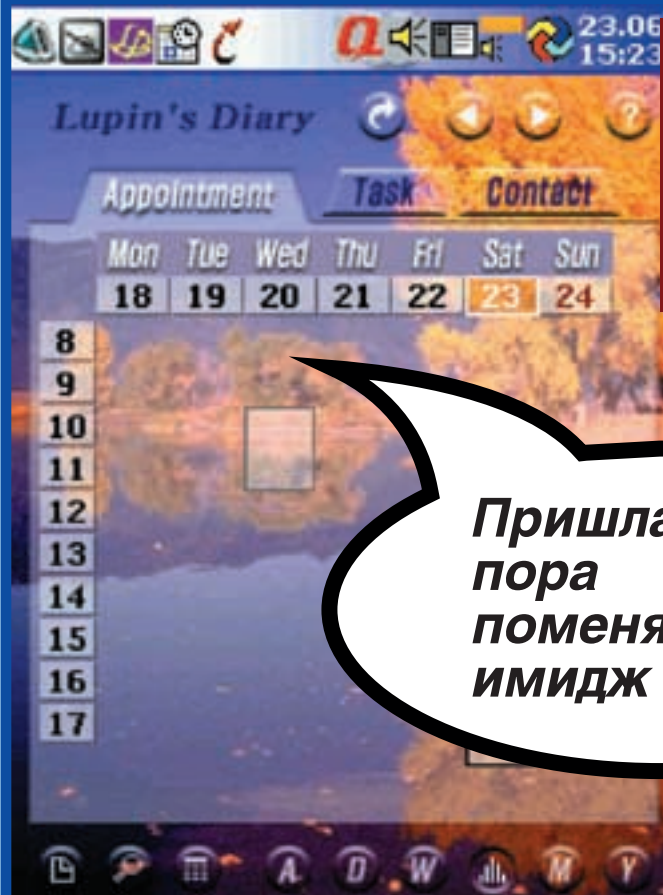 23.06
15:23
Lupin's Diary
?
Appointment Task Contact
Mon Tue Wed Thu Fri Sat Sun
18 19 20 21 22 23 24
8
9
10
11
12
13
14
15
16
17
Пришла
пора
поменя
имидж
A D W M Y